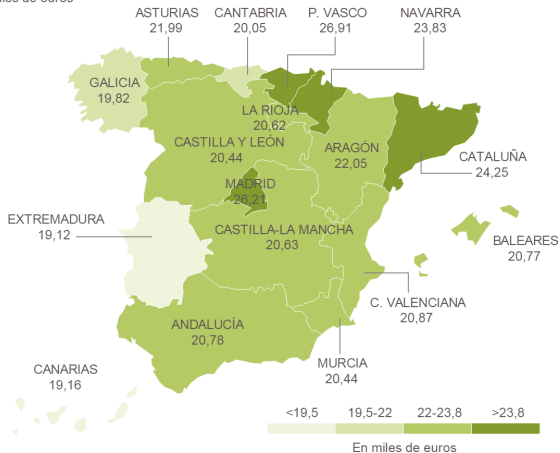 miles de euros
ASTURIAS
21,99
CANTABRIA
20,05
P. VASCO
26,91
NAVARRA
23,83
GALICIA
19,82
LA RIOJA
20,62
CASTILLA Y LEÓN
20,44
ARAGÓN
22,05
CATALUÑA
24,25
MADRID
26,21
EXTREMADURA
19,12
CASTILLA-LA MANCHA
20,63
BALEARES
20,77
C. VALENCIANA
20,87
ANDALUCÍA
20,78
MURCIA
20,44
CANARIAS
19,16
<19,5 19,5-22 22-23,8 >23,8
En miles de euros